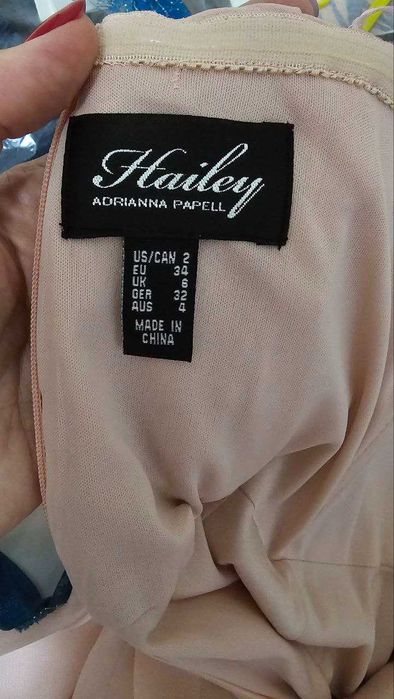 Hailey
ADRIANNA PAPELL
US/CAN 2
EU 34
UK 6
GER 32
AUS 4
MADE IN
CHINA